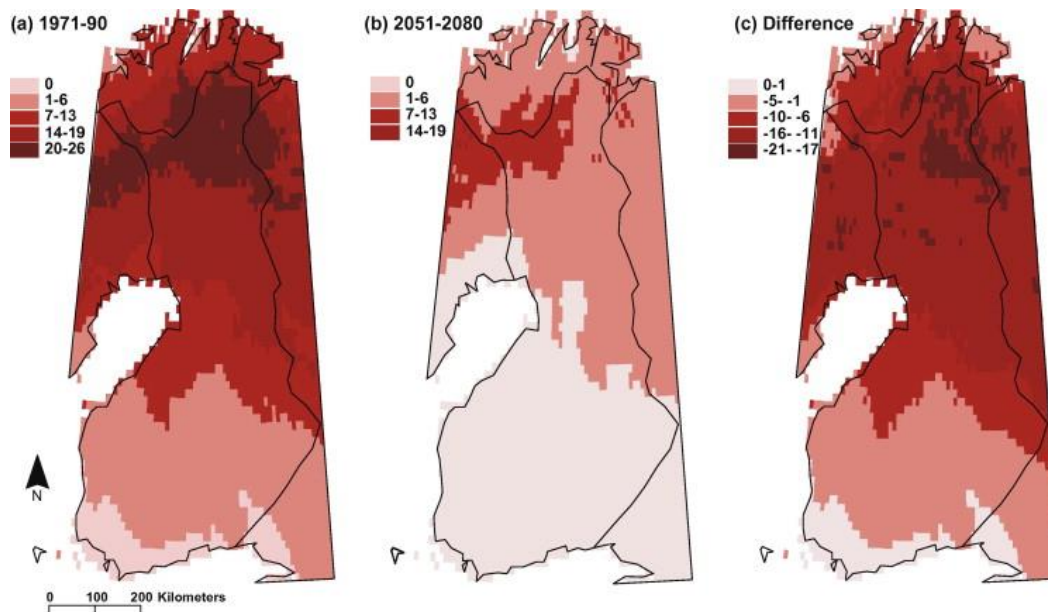 (a) 1971-90
0
1-6
7-13
14-19
20-26
(b) 2051-2080
0
1-6
7-13
14-19
(c) Difference
0-1
-5- -1
-10- -6
-16- -11
-21- -17
N
0 100 200 Kilometers